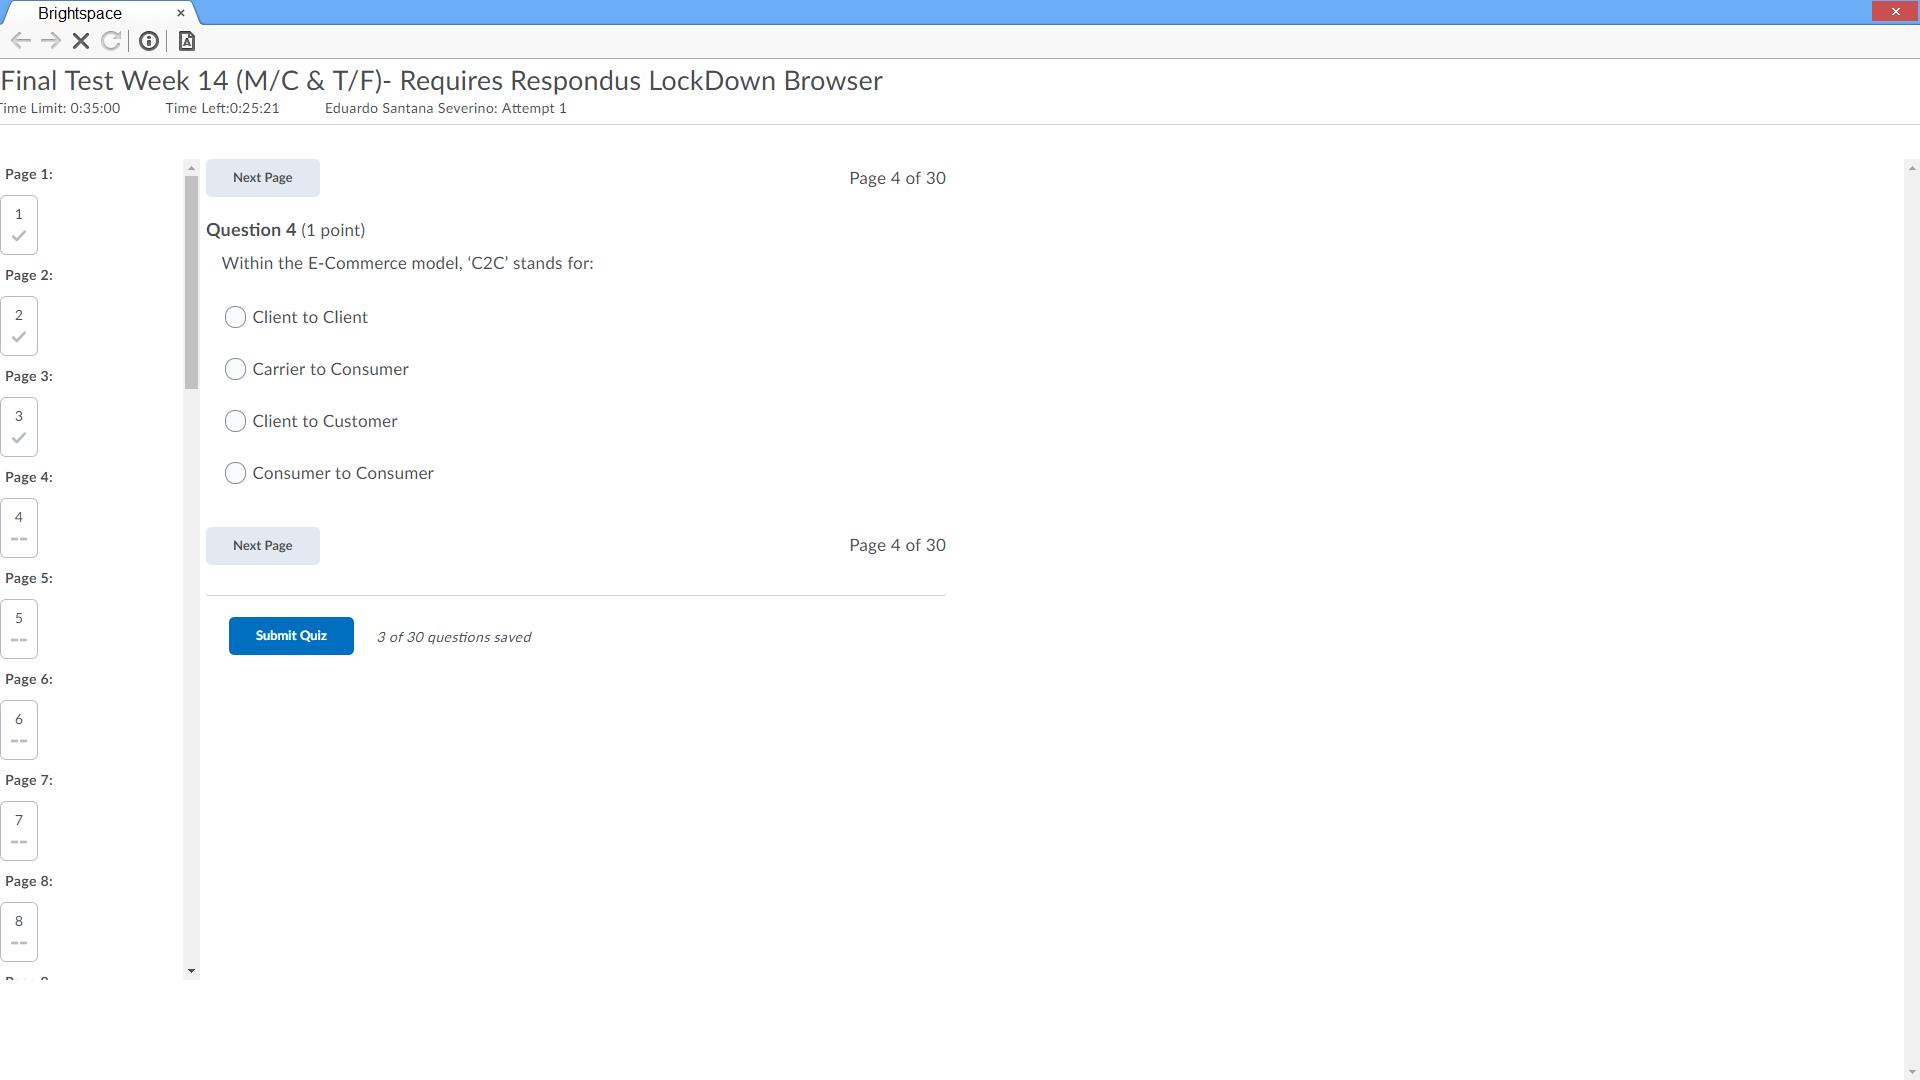 Brightspace
Final Test Week 14 (M/C & T/F)- Requires Respondus LockDown Browser
Time Limit: 0:35:00 Time Left:0:25:21 Eduardo Santana Severino: Attempt 1
Page 1:
1
Page 2:
2
Page 3:
3
Page 4:
4
--
Page 5:
5
--
Page 6:
6
--
Page 7:
7
--
Page 8:
8
--
Next Page
Page 4 of 30
Question 4 (1 point)
Within the E-Commerce model, ‘C2C’ stands for:
Client to Client
Carrier to Consumer
Client to Customer
Consumer to Consumer
Next Page
Page 4 of 30
Submit Quiz
3 of 30 questions saved